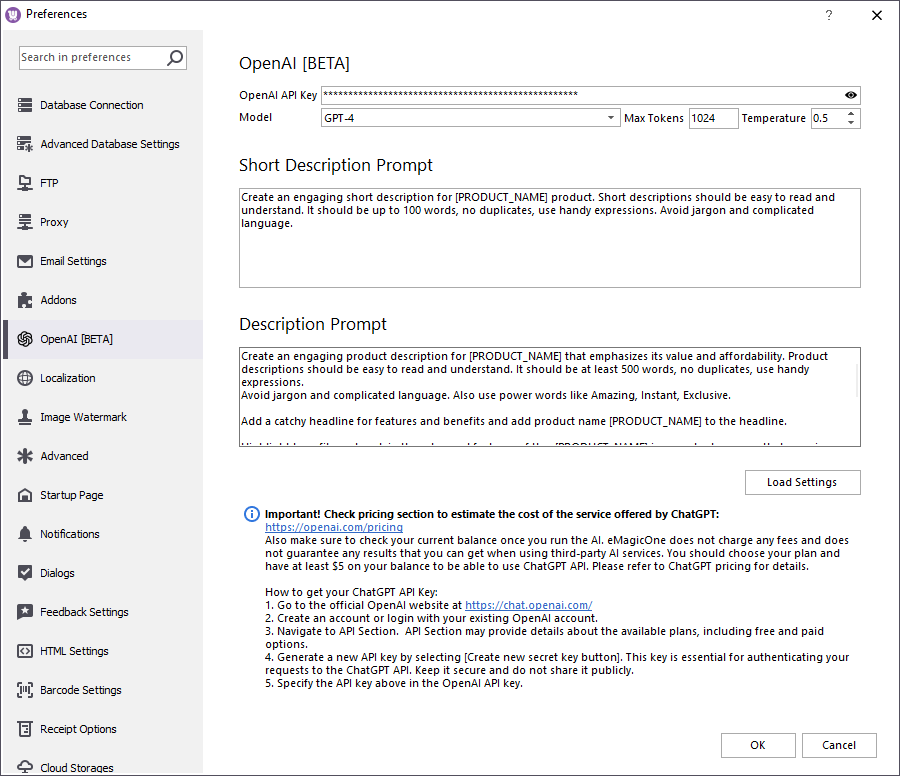 Preferences
?
Search in preferences
Database Connection
Advanced Database Settings
FTP
Proxy
Email Settings
Addons
OpenAI [BETA]
Localization
Image Watermark
Advanced
Startup Page
Notifications
Dialogs
Feedback Settings
HTML Settings
Barcode Settings
Receipt Options
Cloud Storages
OpenAI [BETA]
OpenAI API Key ***************************************************
Model GPT-4 Max Tokens 1024 Temperature 0.5
Short Description Prompt
Create an engaging short description for [PRODUCT_NAME] product. Short descriptions should be easy to read and
understand. It should be up to 100 words, no duplicates, use handy expressions. Avoid jargon and complicated
language.
Description Prompt
Create an engaging product description for [PRODUCT_NAME] that emphasizes its value and affordability. Product
descriptions should be easy to read and understand. It should be at least 500 words, no duplicates, use handy
expressions.
Avoid jargon and complicated language. Also use power words like Amazing, Instant, Exclusive.
Add a catchy headline for features and benefits and add product name [PRODUCT_NAME] to the headline.
Load Settings
Important! Check pricing section to estimate the cost of the service offered by ChatGPT:
https://openai.com/pricing
Also make sure to check your current balance once you run the AI. eMagicOne does not charge any fees and does
not guarantee any results that you can get when using third-party AI services. You should choose your plan and
have at least $5 on your balance to be able to use ChatGPT API. Please refer to ChatGPT pricing for details.
How to get your ChatGPT API Key:
1. Go to the official OpenAI website at https://chat.openai.com/
2. Create an account or login with your existing OpenAI account.
3. Navigate to API Section.  API Section may provide details about the available plans, including free and paid
options.
4. Generate a new API key by selecting [Create new secret key button]. This key is essential for authenticating your
requests to the ChatGPT API. Keep it secure and do not share it publicly.
5. Specify the API key above in the OpenAI API key.
OK
Cancel